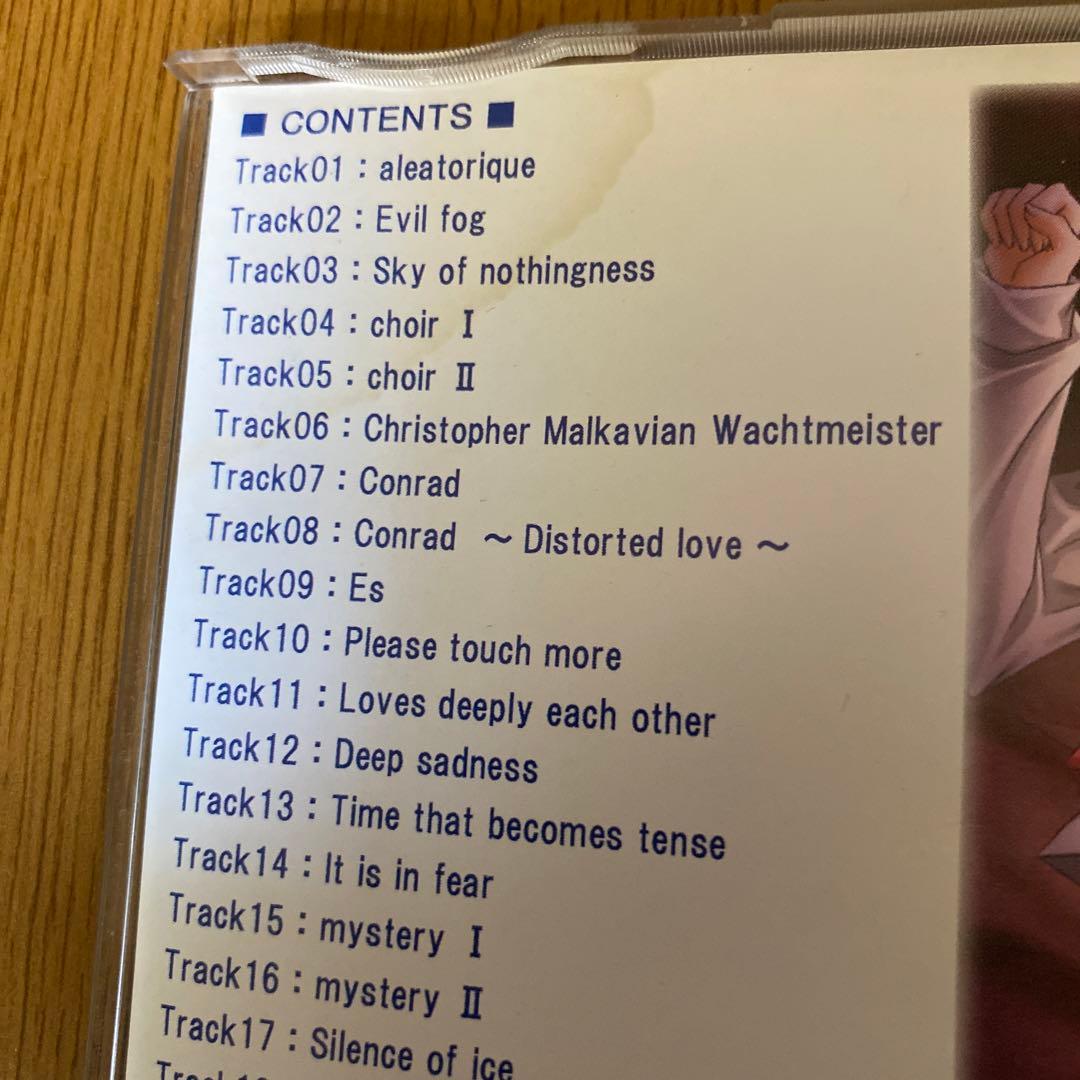 ■ CONTENTS ■
Track01：aleatorique
Track02：Evil fog
Track03：Sky of nothingness
Track04：choir Ⅰ
Track05：choir Ⅱ
Track06：Christopher Malkavian Wachtmeister
Track07：Conrad
Track08：Conrad ～Distorted love～
Track09：Es
Track10：Please touch more
Track11：Loves deeply each other
Track12：Deep sadness
Track13：Time that becomes tense
Track14：It is in fear
Track15：mystery Ⅰ
Track16：mystery Ⅱ
Track17：Silence of ice